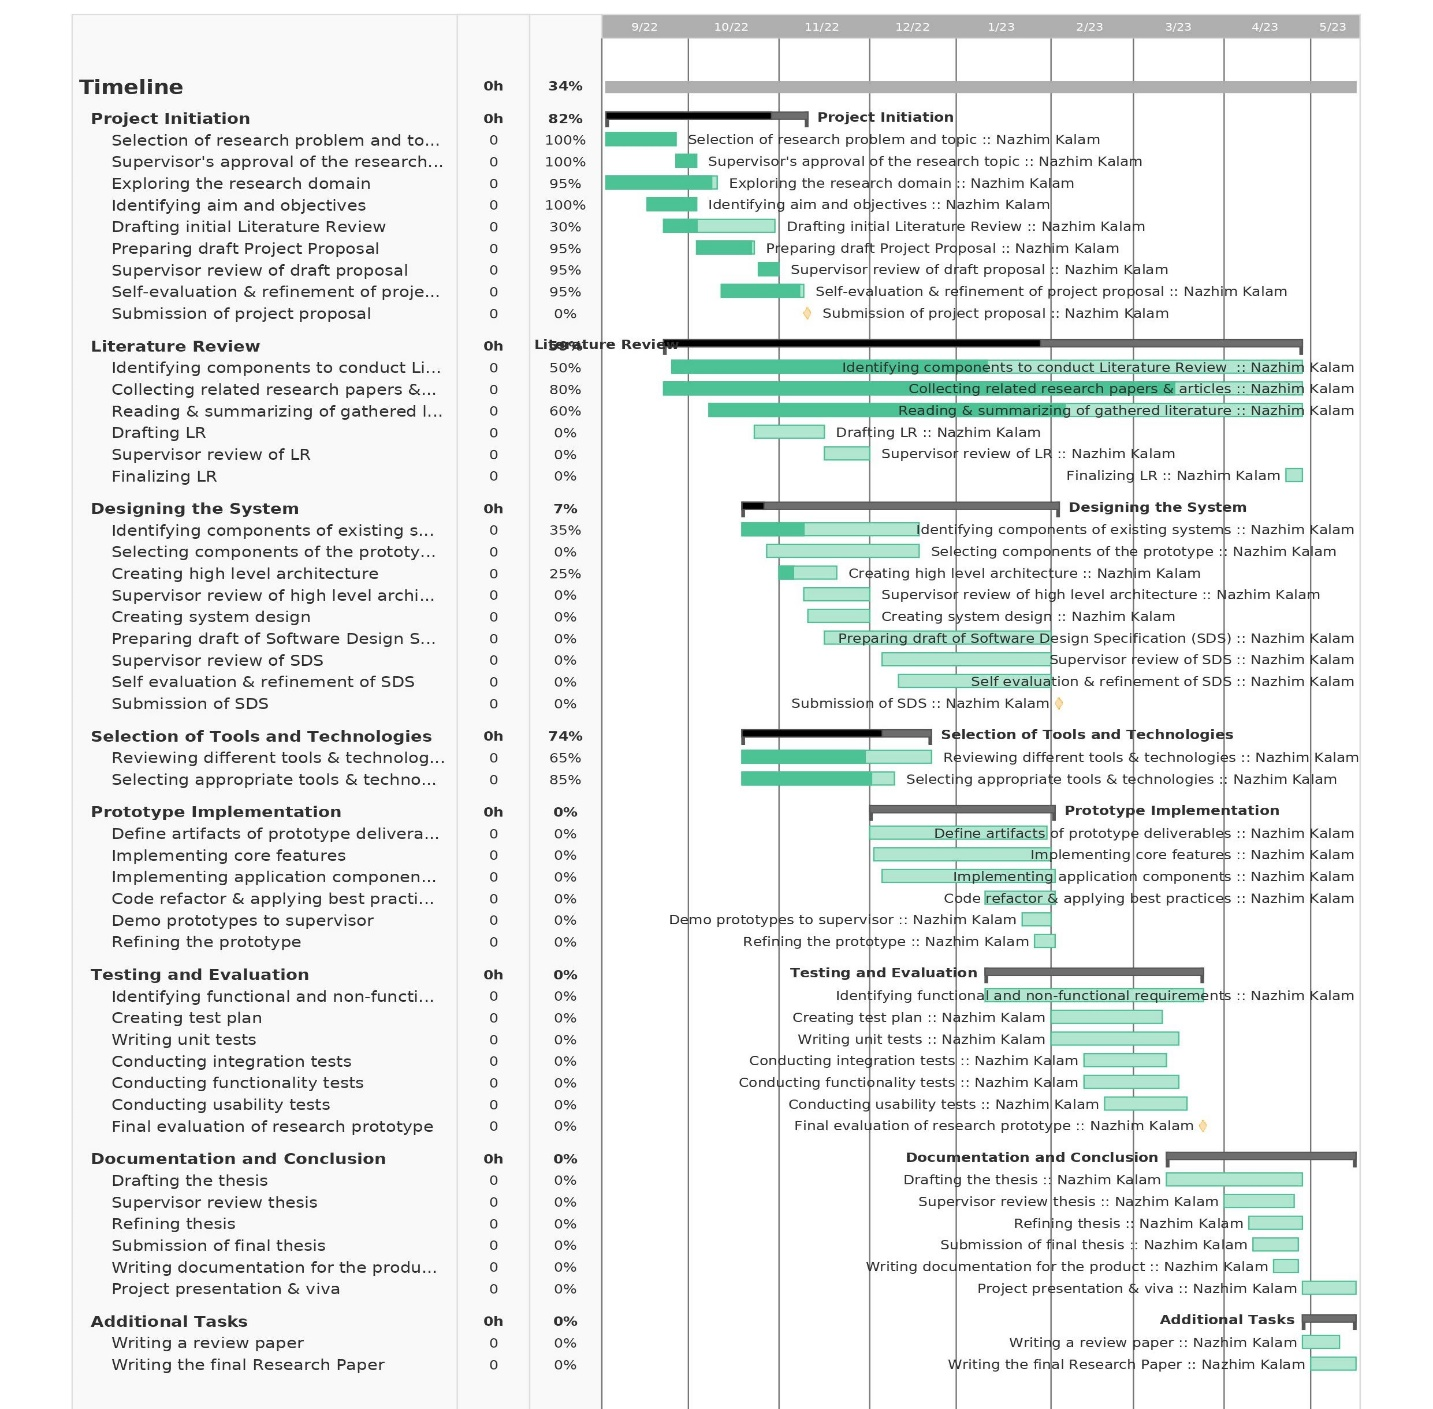 9/22 10/22 11/22 12/22 1/23 2/23 3/23 4/23 5/23
Timeline 0h 34%
Project Initiation 0h 82% Project Initiation
Selection of research problem and to... 0 100% Selection of research problem and topic :: Nazhim Kalam
Supervisor's approval of the research... 0 100% Supervisor's approval of the research topic :: Nazhim Kalam
Exploring the research domain 0 95% Exploring the research domain :: Nazhim Kalam
Identifying aim and objectives 0 100% Identifying aim and objectives :: Nazhim Kalam
Drafting initial Literature Review 0 30% Drafting initial Literature Review :: Nazhim Kalam
Preparing draft Project Proposal 0 95% Preparing draft Project Proposal :: Nazhim Kalam
Supervisor review of draft proposal 0 95% Supervisor review of draft proposal :: Nazhim Kalam
Self-evaluation & refinement of proje... 0 95% Self-evaluation & refinement of project proposal :: Nazhim Kalam
Submission of project proposal 0 0% Submission of project proposal :: Nazhim Kalam
Literature Review 0h Literature Review
Identifying components to conduct Li... 0 50% Identifying components to conduct Literature Review :: Nazhim Kalam
Collecting related research papers &... 0 80% Collecting related research papers & articles :: Nazhim Kalam
Reading & summarizing of gathered l... 0 60% Reading & summarizing of gathered literature :: Nazhim Kalam
Drafting LR 0 0% Drafting LR :: Nazhim Kalam
Supervisor review of LR 0 0% Supervisor review of LR :: Nazhim Kalam
Finalizing LR 0 0% Finalizing LR :: Nazhim Kalam
Designing the System 0h 7% Designing the System
Identifying components of existing s... 0 35% Identifying components of existing systems :: Nazhim Kalam
Selecting components of the prototy... 0 0% Selecting components of the prototype :: Nazhim Kalam
Creating high level architecture 0 25% Creating high level architecture :: Nazhim Kalam
Supervisor review of high level archi... 0 0% Supervisor review of high level architecture :: Nazhim Kalam
Creating system design 0 0% Creating system design :: Nazhim Kalam
Preparing draft of Software Design S... 0 0% Preparing draft of Software Design Specification (SDS) :: Nazhim Kalam
Supervisor review of SDS 0 0% Supervisor review of SDS :: Nazhim Kalam
Self evaluation & refinement of SDS 0 0% Self evaluation & refinement of SDS :: Nazhim Kalam
Submission of SDS 0 0% Submission of SDS :: Nazhim Kalam
Selection of Tools and Technologies 0h 74% Selection of Tools and Technologies
Reviewing different tools & technolog... 0 65% Reviewing different tools & technologies :: Nazhim Kalam
Selecting appropriate tools & techno... 0 85% Selecting appropriate tools & technologies :: Nazhim Kalam
Prototype Implementation 0h 0% Prototype Implementation
Define artifacts of prototype delivera... 0 0% Define artifacts of prototype deliverables :: Nazhim Kalam
Implementing core features 0 0% Implementing core features :: Nazhim Kalam
Implementing application componen... 0 0% Implementing application components :: Nazhim Kalam
Code refactor & applying best practi... 0 0% Code refactor & applying best practices :: Nazhim Kalam
Demo prototypes to supervisor 0 0% Demo prototypes to supervisor :: Nazhim Kalam
Refining the prototype 0 0% Refining the prototype :: Nazhim Kalam
Testing and Evaluation 0h 0% Testing and Evaluation
Identifying functional and non-functi... 0 0% Identifying functional and non-functional requirements :: Nazhim Kalam
Creating test plan 0 0% Creating test plan :: Nazhim Kalam
Writing unit tests 0 0% Writing unit tests :: Nazhim Kalam
Conducting integration tests 0 0% Conducting integration tests :: Nazhim Kalam
Conducting functionality tests 0 0% Conducting functionality tests :: Nazhim Kalam
Conducting usability tests 0 0% Conducting usability tests :: Nazhim Kalam
Final evaluation of research prototype 0 0% Final evaluation of research prototype :: Nazhim Kalam
Documentation and Conclusion 0h 0% Documentation and Conclusion
Drafting the thesis 0 0% Drafting the thesis :: Nazhim Kalam
Supervisor review thesis 0 0% Supervisor review thesis :: Nazhim Kalam
Refining thesis 0 0% Refining thesis :: Nazhim Kalam
Submission of final thesis 0 0% Submission of final thesis :: Nazhim Kalam
Writing documentation for the produ... 0 0% Writing documentation for the product :: Nazhim Kalam
Project presentation & viva 0 0% Project presentation & viva :: Nazhim Kalam
Additional Tasks 0h 0% Additional Tasks
Writing a review paper 0 0% Writing a review paper :: Nazhim Kalam
Writing the final Research Paper 0 0% Writing the final Research Paper :: Nazhim Kalam